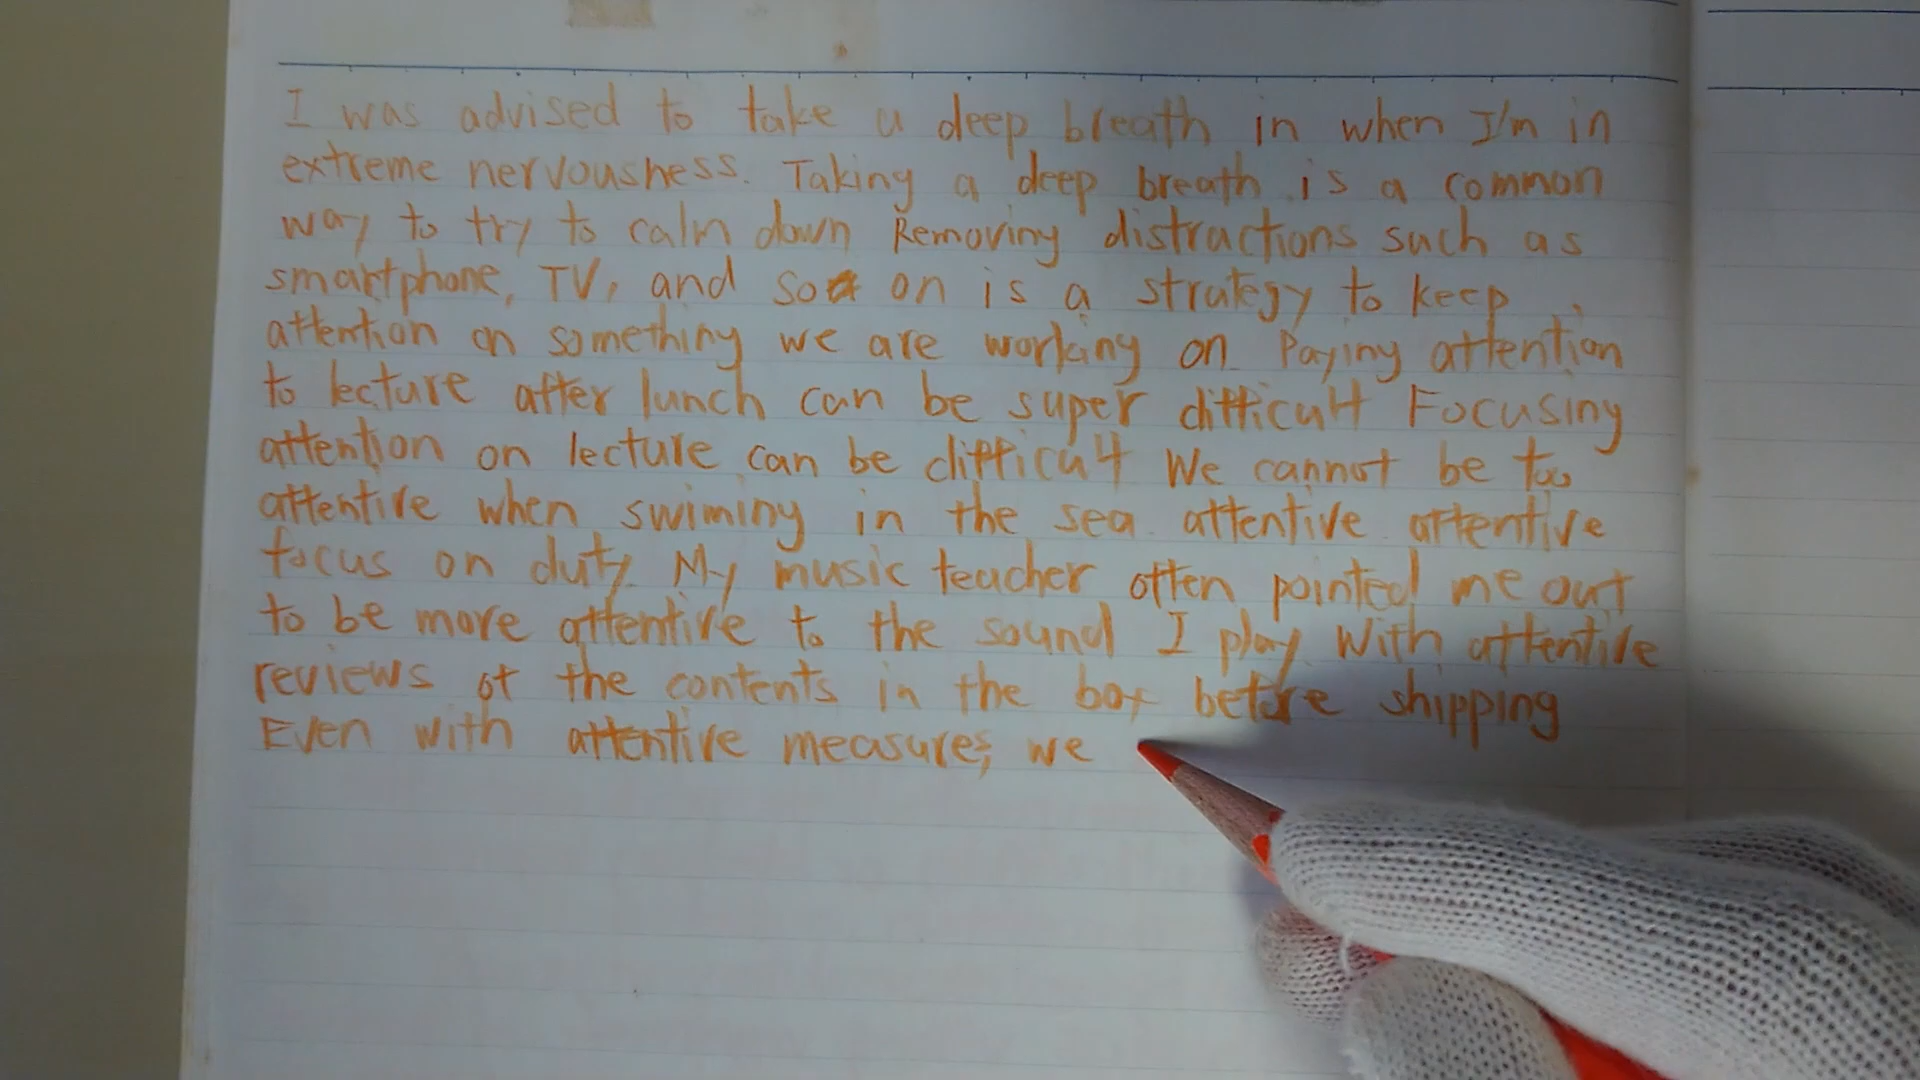 I was advised to take a deep breath in when I'm in
extreme nervousness. Taking a deep breath is a common
way to try to calm down Removing distractions such as
smartphone, TV, and so on is a strategy to keep
attention on something we are working on. Paying attention
to lecture after lunch can be super difficult Focusing
attention on lecture can be difficult We cannot be too
attentive when swiming in the sea. attentive attentive
focus on duty. My music teacher often pointed me out
to be more attentive to the sound I play. With attentive
reviews of the contents in the box before shipping
Even with attentive measures, we